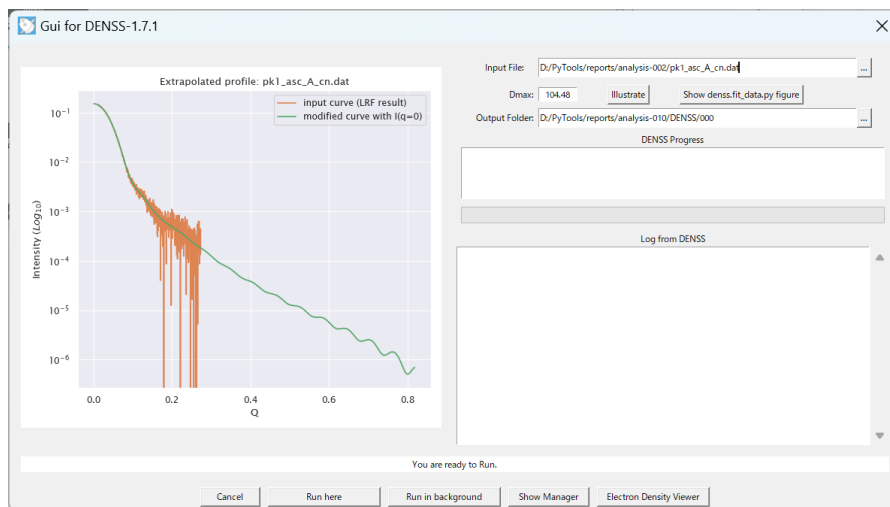 Gui for DENSS-1.7.1
Extrapolated profile: pk1_asc_A_cn.dat
input curve (LRF result)
modified curve with I(q=0)
Intensity (Log10)
10−1
10−2
10−3
10−4
10−5
10−6
0.0 0.2 0.4 0.6 0.8
Q
Input File: D:/PyTools/reports/analysis-002/pk1_asc_A_cn.dat ...
Dmax: 104.48 Illustrate Show denss.fit_data.py figure
Output Folder: D:/PyTools/reports/analysis-010/DENSS/000 ...
DENSS Progress
Log from DENSS
You are ready to Run.
Cancel Run here Run in background Show Manager Electron Density Viewer